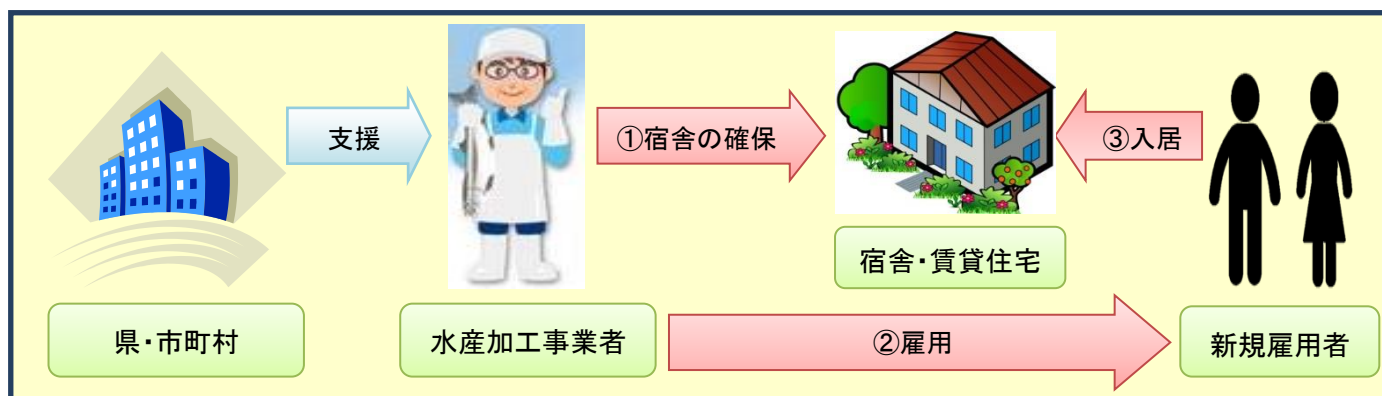 支援
①宿舎の確保
③入居
宿舎・賃貸住宅
県・市町村
水産加工事業者
②雇用
新規雇用者